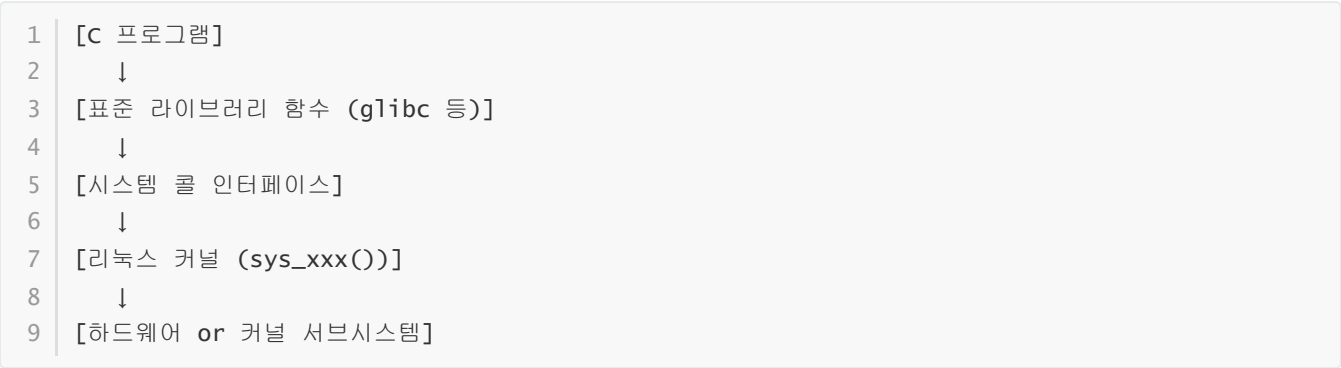 1 [C 프로그램]
2 ↓
3 [표준 라이브러리 함수 (glibc 등)]
4 ↓
5 [시스템 콜 인터페이스]
6 ↓
7 [리눅스 커널 (sys_xxx())]
8 ↓
9 [하드웨어 or 커널 서브시스템]